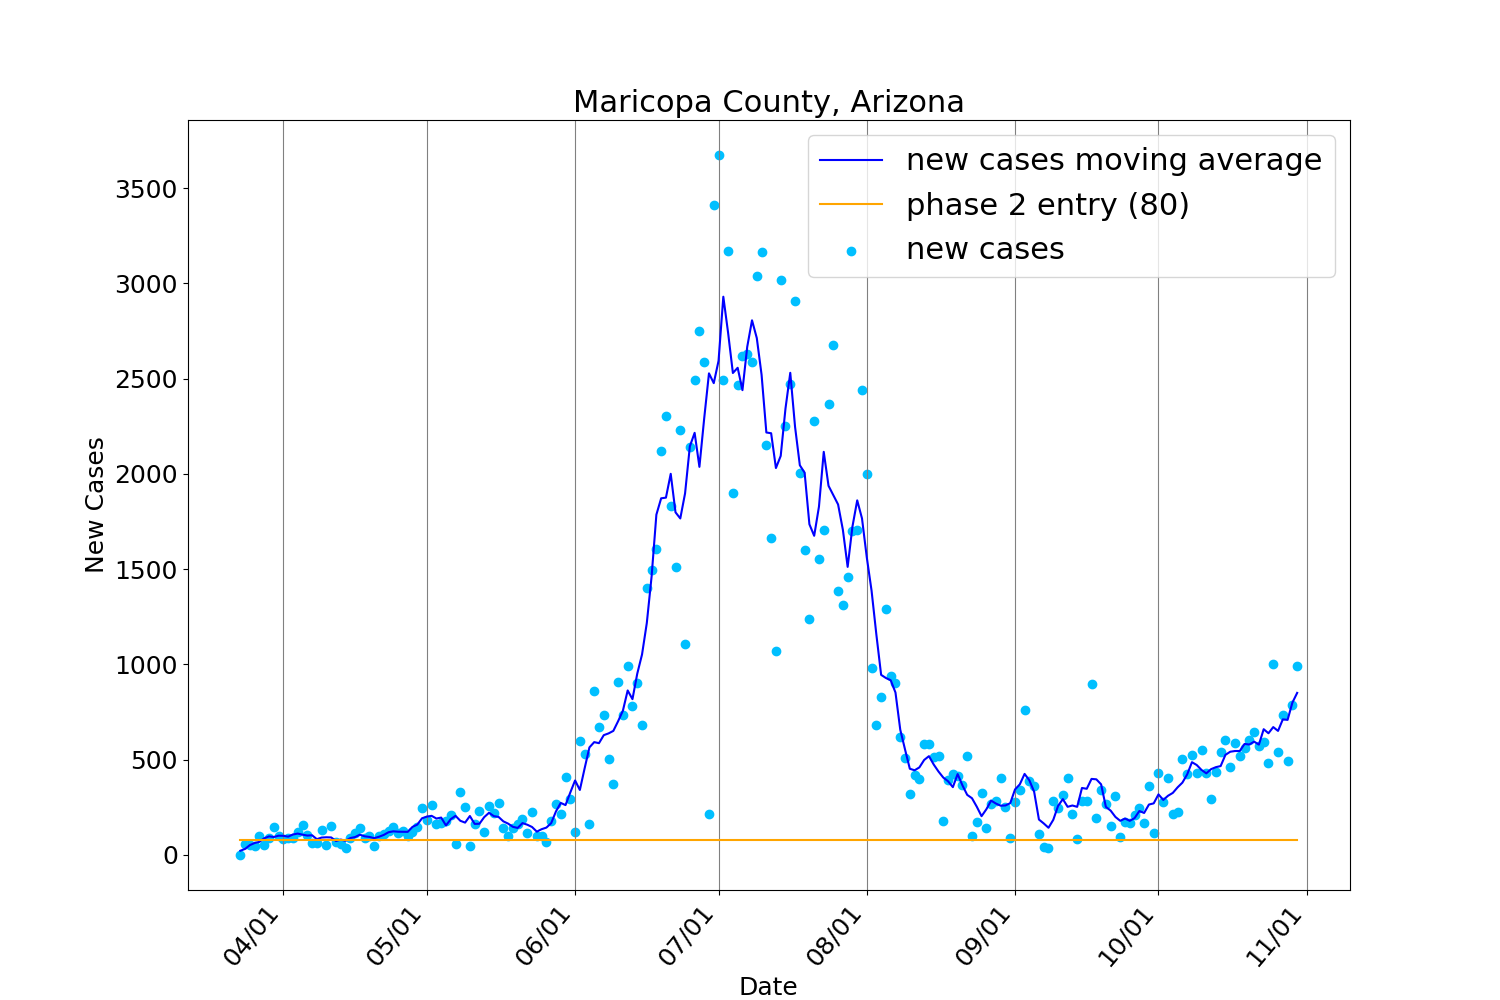 Maricopa County, Arizona
new cases moving average
phase 2 entry (80)
new cases
New Cases
3500
3000
2500
2000
1500
1000
500
0
04/01
05/01
06/01
07/01
08/01
09/01
10/01
11/01
Date